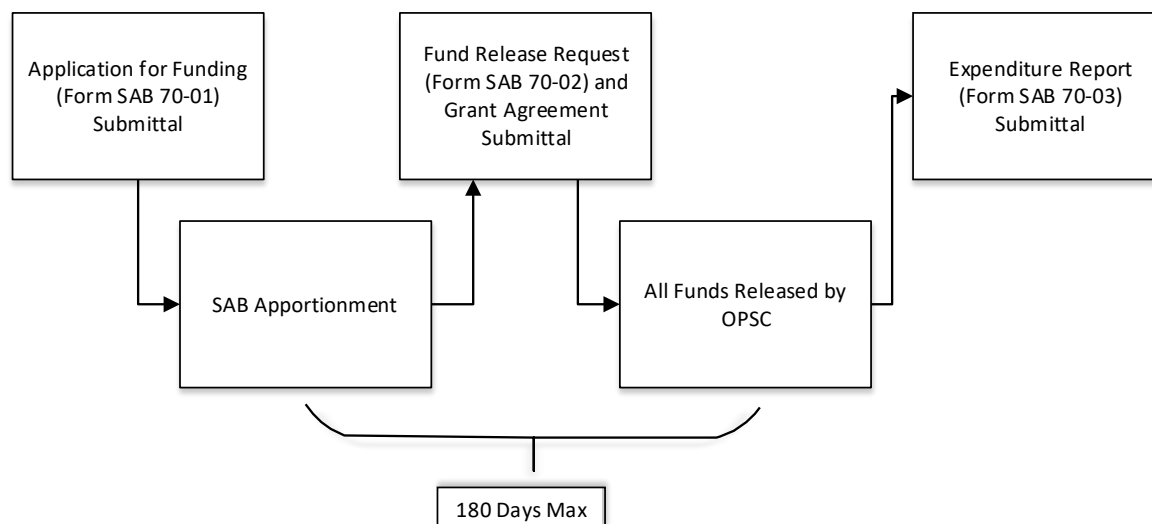 Application for Funding
(Form SAB 70-01)
Submittal
SAB Apportionment
Fund Release Request
(Form SAB 70-02) and
Grant Agreement
Submittal
All Funds Released by
OPSC
Expenditure Report
(Form SAB 70-03)
Submittal
180 Days Max